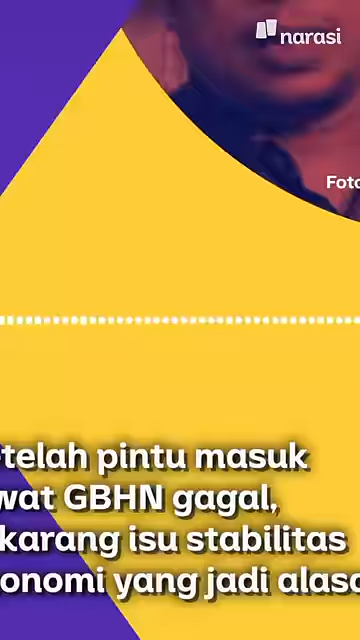 narasi
Foto
telah pintu masuk
wat GBHN gagal,
karang isu stabilitas
onomi yang jadi alasa